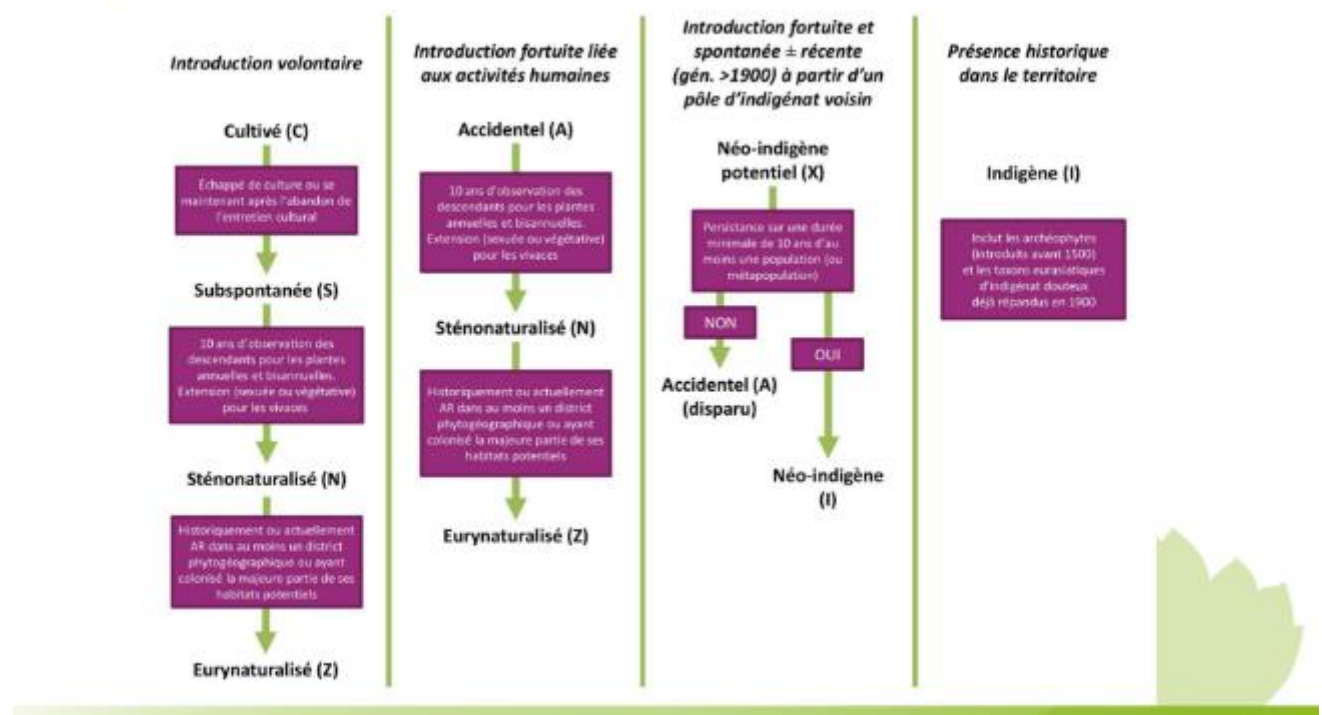 Introduction volontaire
Cultivé (C)
Échappé de culture ou se
maintenant après l'abandon de
l'entretien cultural
Subspontanée (S)
10 ans d'observation des
descendants pour les plantes
annuelles et bisannuelles.
Extension (sexuée ou végétative)
pour les vivaces
Sténonaturalisé (N)
Historiquement ou actuellement
AR dans au moins un district
phytogéographique ou ayant
colonisé la majeure partie de ses
habitats potentiels
Eurynaturalisé (Z)
Introduction fortuite liée
aux activités humaines
Accidentel (A)
10 ans d'observation des
descendants pour les plantes
annuelles et bisannuelles.
Extension (sexuée ou végétative)
pour les vivaces
Sténonaturalisé (N)
Historiquement ou actuellement
AR dans au moins un district
phytogéographique ou ayant
colonisé la majeure partie de ses
habitats potentiels
Eurynaturalisé (Z)
Introduction fortuite et
spontanée ± récente
(gén. >1900) à partir d'un
pôle d'indigénat voisin
Néo-indigène
potentiel (X)
Persistance sur une durée
minimale de 10 ans d'au
moins une population (ou
métapopulation)
NON
OUI
Accidentel (A)
(disparu)
Néo-indigène
(I)
Présence historique
dans le territoire
Indigène (I)
Inclut les archéophytes
(introduits avant 1500)
et les taxons eurasiatiques
d'indigénat douteux
déjà répandus en 1900